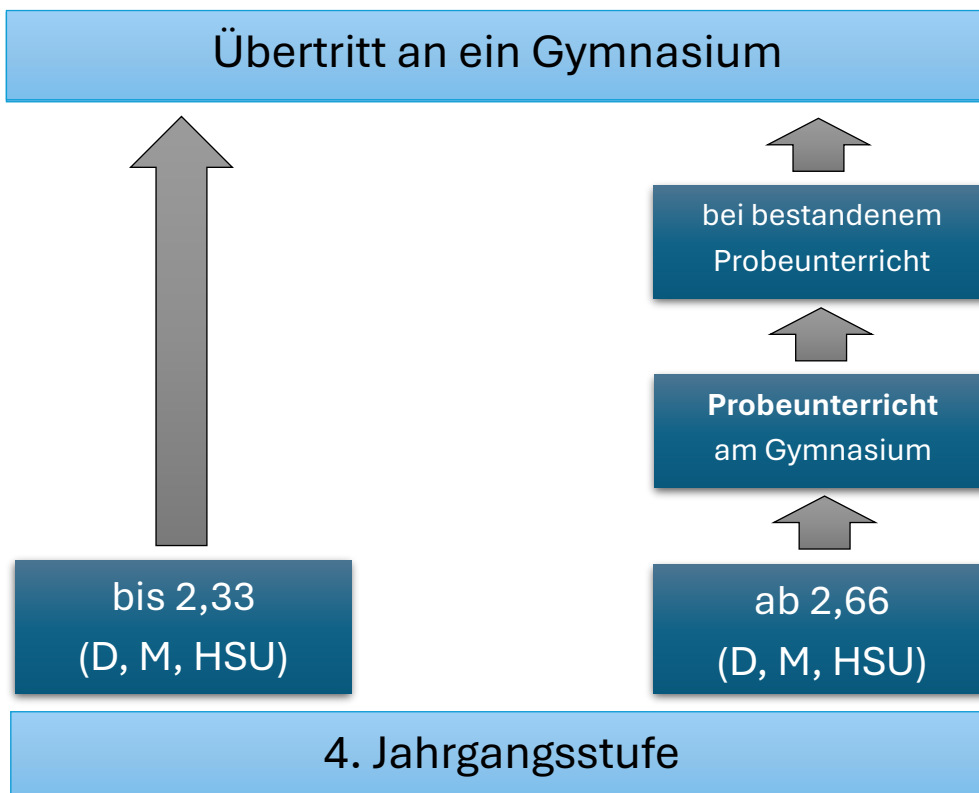 Übertritt an ein Gymnasium
bei bestandenem
Probeunterricht
Probeunterricht
am Gymnasium
bis 2,33
(D, M, HSU)
ab 2,66
(D, M, HSU)
4. Jahrgangsstufe